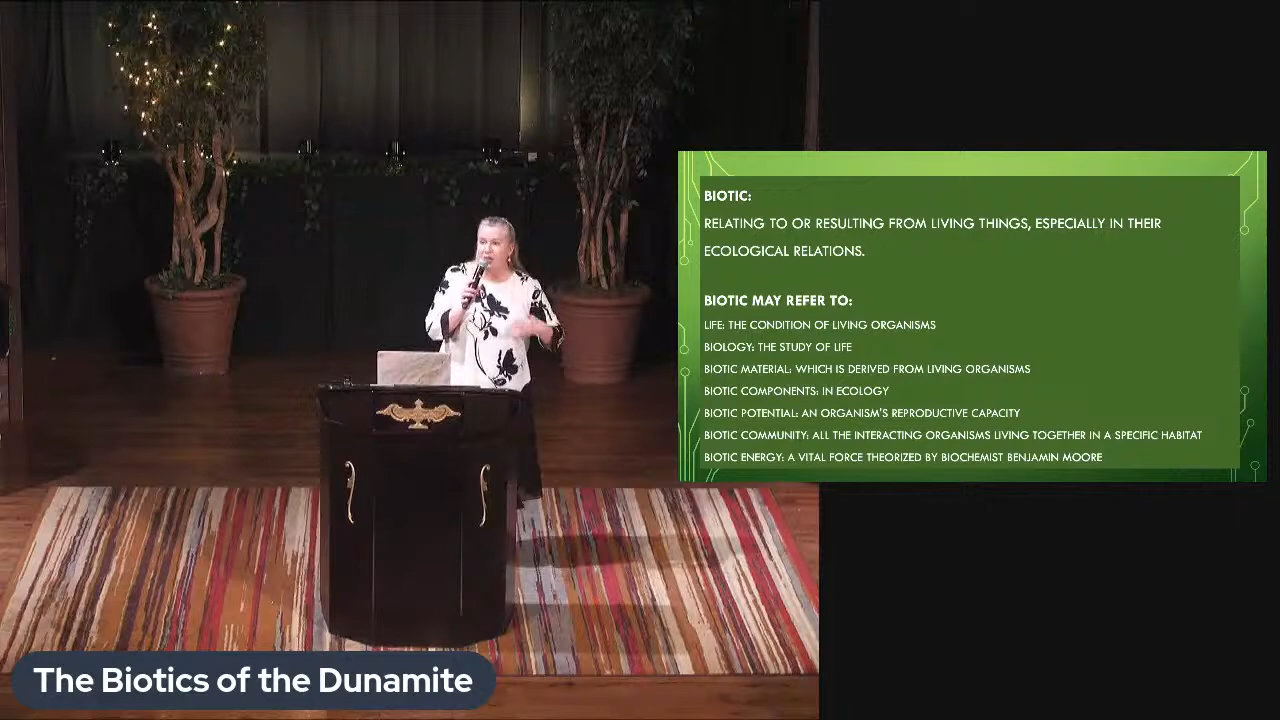 BIOTIC:
RELATING TO OR RESULTING FROM LIVING THINGS, ESPECIALLY IN THEIR
ECOLOGICAL RELATIONS.
BIOTIC MAY REFER TO:
LIFE: THE CONDITION OF LIVING ORGANISMS
BIOLOGY: THE STUDY OF LIFE
BIOTIC MATERIAL: WHICH IS DERIVED FROM LIVING ORGANISMS
BIOTIC COMPONENTS: IN ECOLOGY
BIOTIC POTENTIAL: AN ORGANISM'S REPRODUCTIVE CAPACITY
BIOTIC COMMUNITY: ALL THE INTERACTING ORGANISMS LIVING TOGETHER IN A SPECIFIC HABITAT
BIOTIC ENERGY: A VITAL FORCE THEORIZED BY BIOCHEMIST BENJAMIN MOORE
The Biotics of the Dunamite